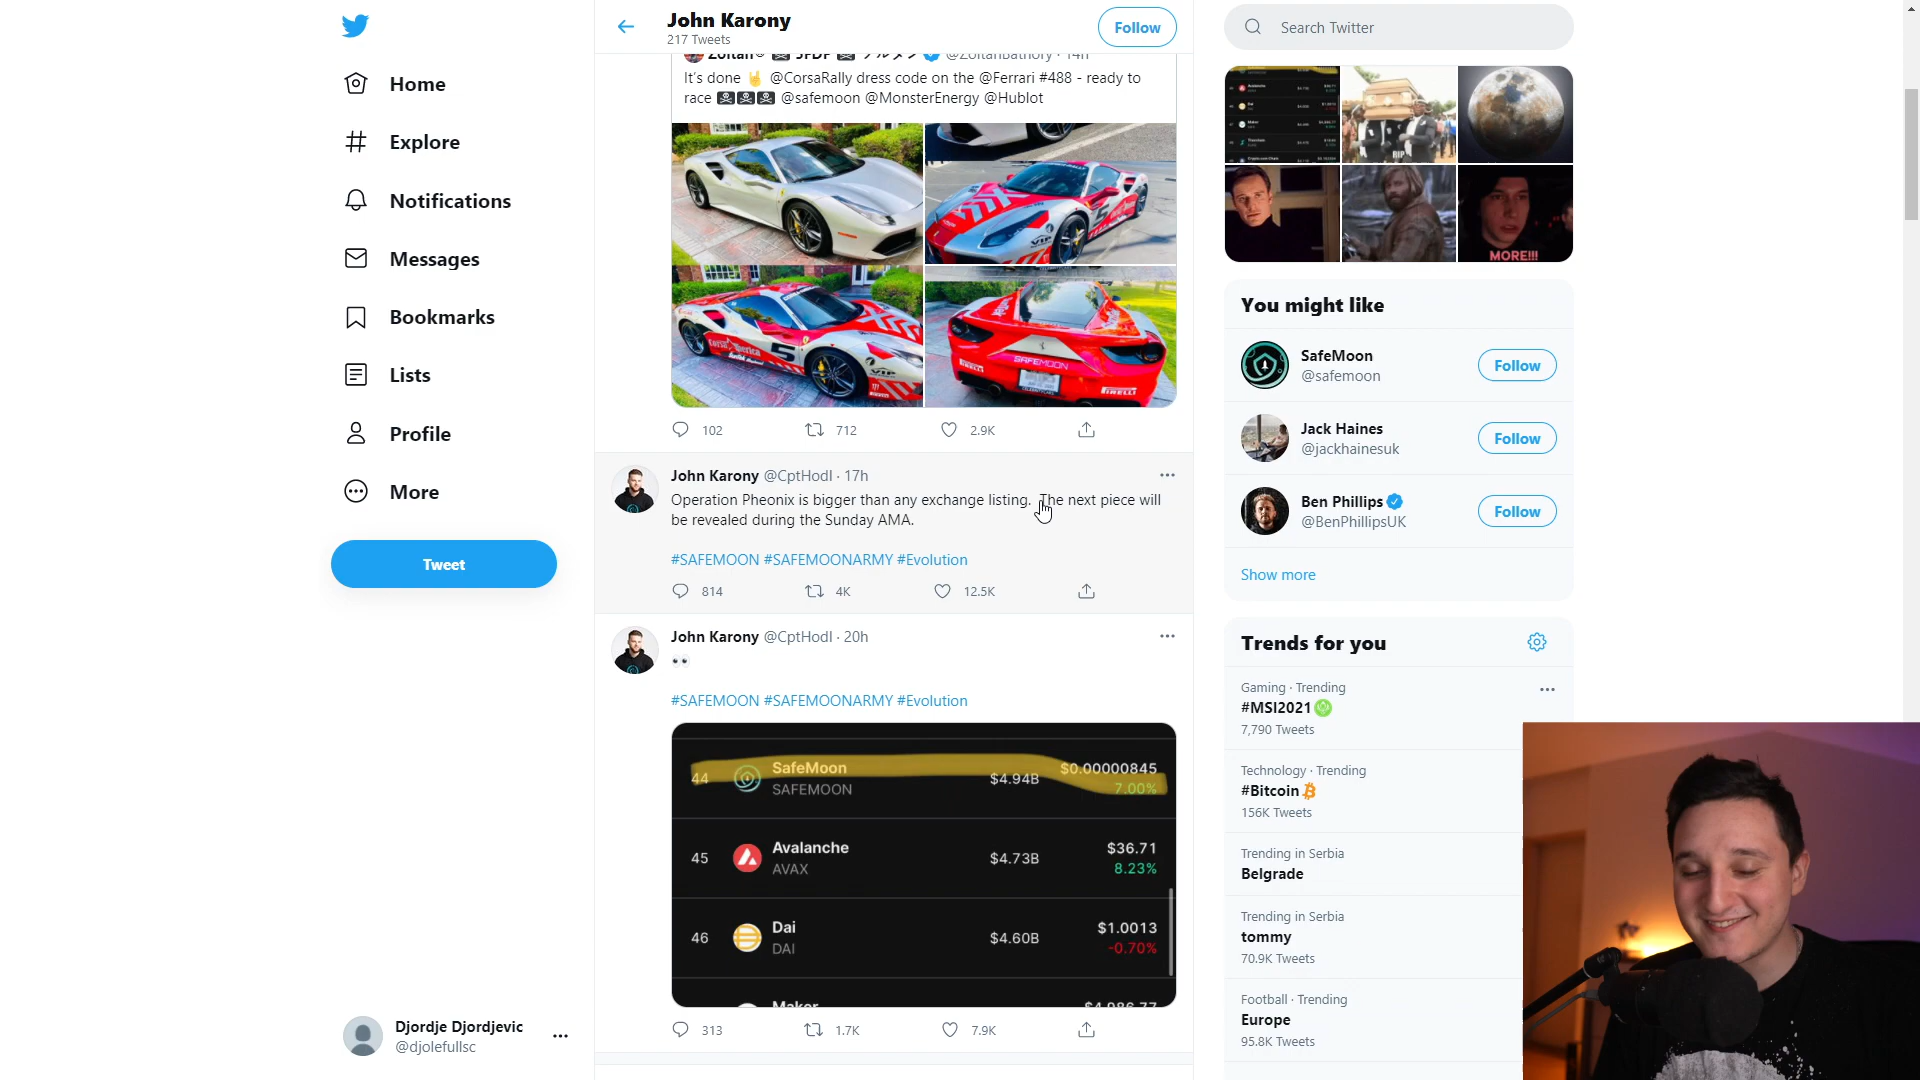 Home
Explore
Notifications
Messages
Bookmarks
Lists
Profile
More
Tweet
Djordje Djordjevic
@djolefullsc
John Karony
217 Tweets
Follow
@ZoltanBathory · 14h
It's done 🤘 @CorsaRally dress code on the @Ferrari #488 - ready to
race ☠☠☠ @safemoon @MonsterEnergy @Hublot
5
VIP
SAFEMOON
PIRELLI
102
712
2.9K
John Karony @CptHodl · 17h
Operation Pheonix is bigger than any exchange listing. The next piece will
be revealed during the Sunday AMA.
#SAFEMOON #SAFEMOONARMY #Evolution
814
4K
12.5K
John Karony @CptHodl · 20h
👀
#SAFEMOON #SAFEMOONARMY #Evolution
44 SafeMoon $4.94B $0.00000845
SAFEMOON 7.00%
45 Avalanche $4.73B $36.71
AVAX 8.23%
46 Dai $4.60B $1.0013
DAI -0.70%
Maker $4,986.77
313
1.7K
7.9K
Search Twitter
RIP
MORE!!!
You might like
SafeMoon
@safemoon
Follow
Jack Haines
@jackhainesuk
Follow
Ben Phillips
@BenPhillipsUK
Follow
Show more
Trends for you
Gaming · Trending
#MSI2021
7,790 Tweets
Technology · Trending
#Bitcoin
156K Tweets
Trending in Serbia
Belgrade
Trending in Serbia
tommy
70.9K Tweets
Football · Trending
Europe
95.8K Tweets